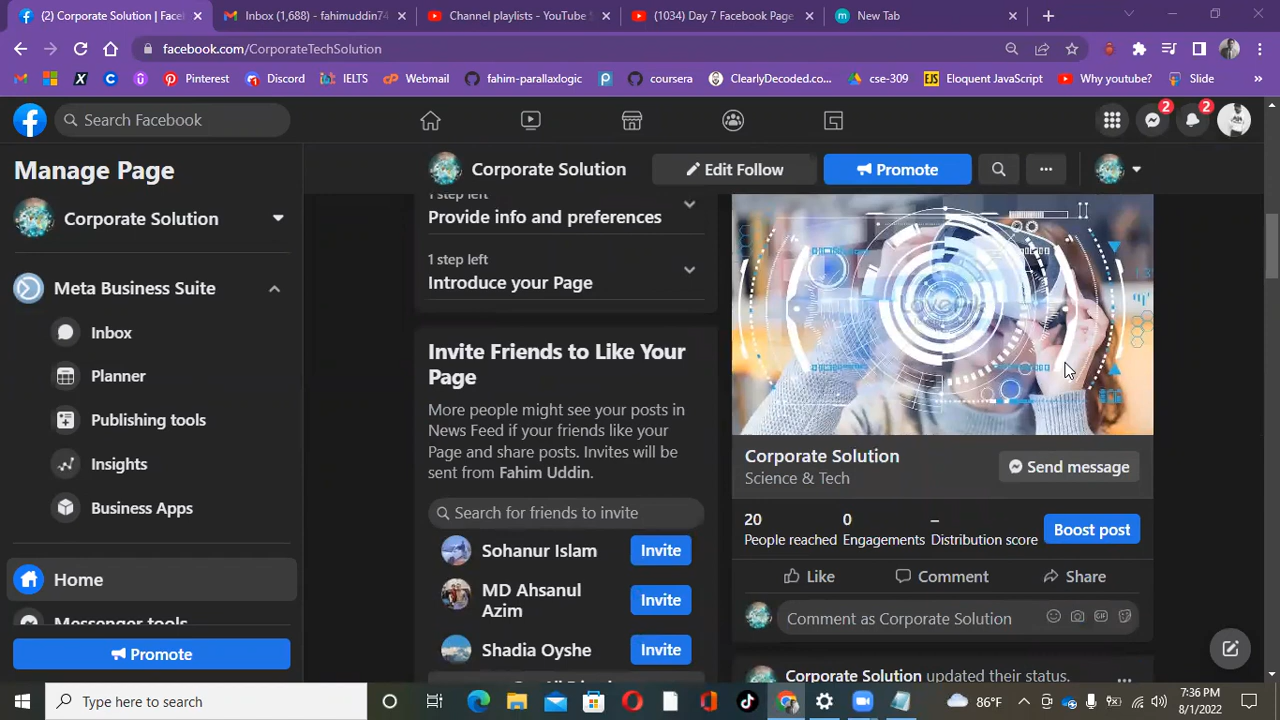 (2) Corporate Solution | Face
Inbox (1,688) - fahimuddin74
Channel playlists - YouTube S
(1034) Day 7 Facebook Page
New Tab
facebook.com/CorporateTechSolution
Pinterest
Discord
IELTS
Webmail
fahim-parallaxlogic
coursera
ClearlyDecoded.co...
cse-309
EJS
Eloquent JavaScript
Why youtube?
Slide
Search Facebook
2
2
Manage Page
Corporate Solution
Edit Follow
Promote
Corporate Solution
Meta Business Suite
Inbox
Planner
Publishing tools
Insights
Business Apps
Home
Messenger tools
Promote
1 step left
Provide info and preferences
1 step left
Introduce your Page
Invite Friends to Like Your
Page
More people might see your posts in
News Feed if your friends like your
Page and share posts. Invites will be
sent from Fahim Uddin.
Search for friends to invite
Sohanur Islam
Invite
MD Ahsanul
Azim
Invite
Shadia Oyshe
Invite
Corporate Solution
Science & Tech
Send message
20
People reached
0
Engagements
–
Distribution score
Boost post
Like
Comment
Share
Comment as Corporate Solution
GIF
Corporate Solution updated their status.
Type here to search
86°F
7:36 PM
8/1/2022